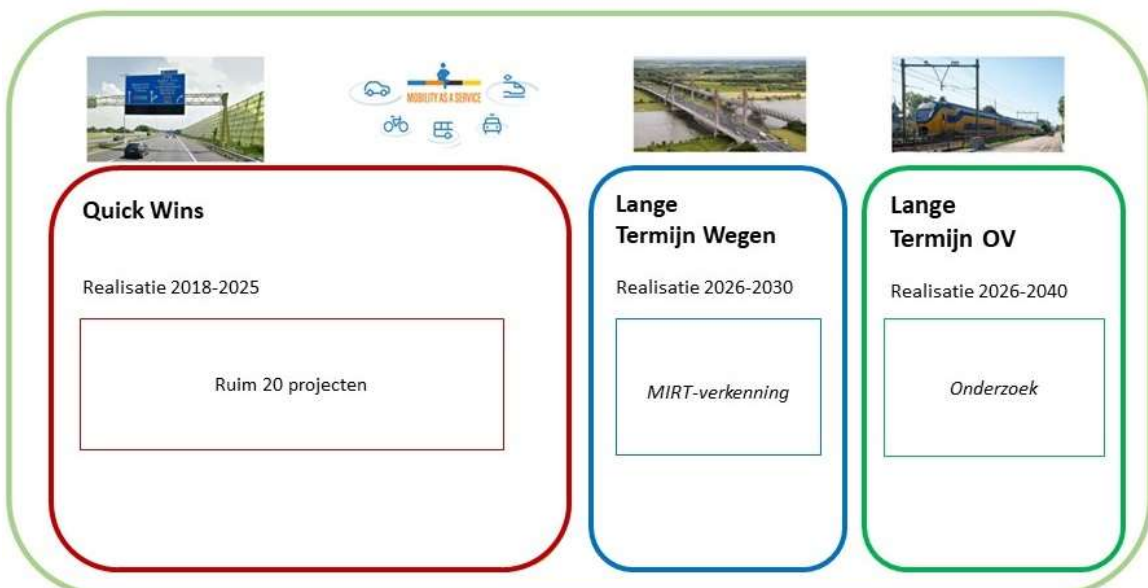 MOBILITY AS A SERVICE
Quick Wins
Realisatie 2018-2025
Ruim 20 projecten
Lange
Termijn Wegen
Realisatie 2026-2030
MIRT-verkenning
Lange
Termijn OV
Realisatie 2026-2040
Onderzoek